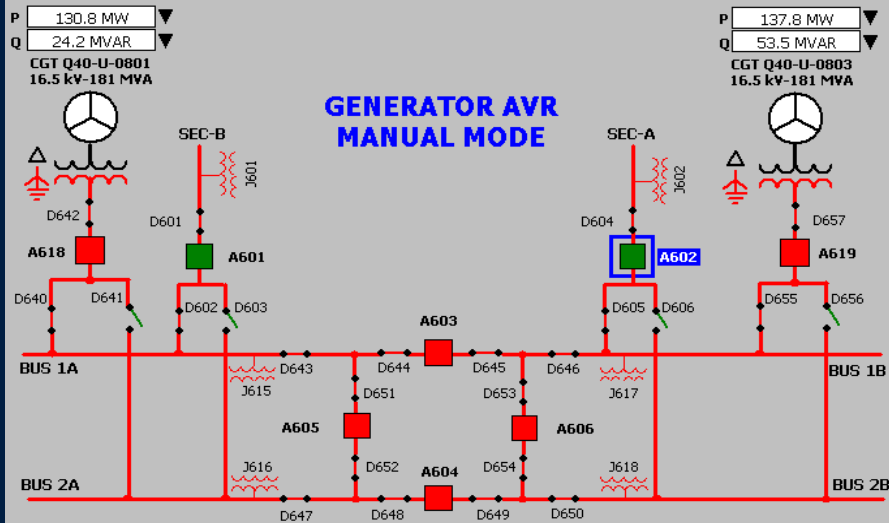 P 130.8 MW
Q 24.2 MVAR
CGT Q40-U-0801
16.5 kV-181 MVA
P 137.8 MW
Q 53.5 MVAR
CGT Q40-U-0803
16.5 kV-181 MVA
GENERATOR AVR
MANUAL MODE
SEC-B
SEC-A
J601
J602
D642
D601
D604
D657
A618
A601
A602
A619
D640
D641
D602
D603
D605
D606
D655
D656
A603
BUS 1A
D643
D644
D645
D646
BUS 1B
J615
J617
D651
D653
A605
A606
J616
D652
A604
D654
J618
BUS 2A
BUS 2B
D647
D648
D649
D650